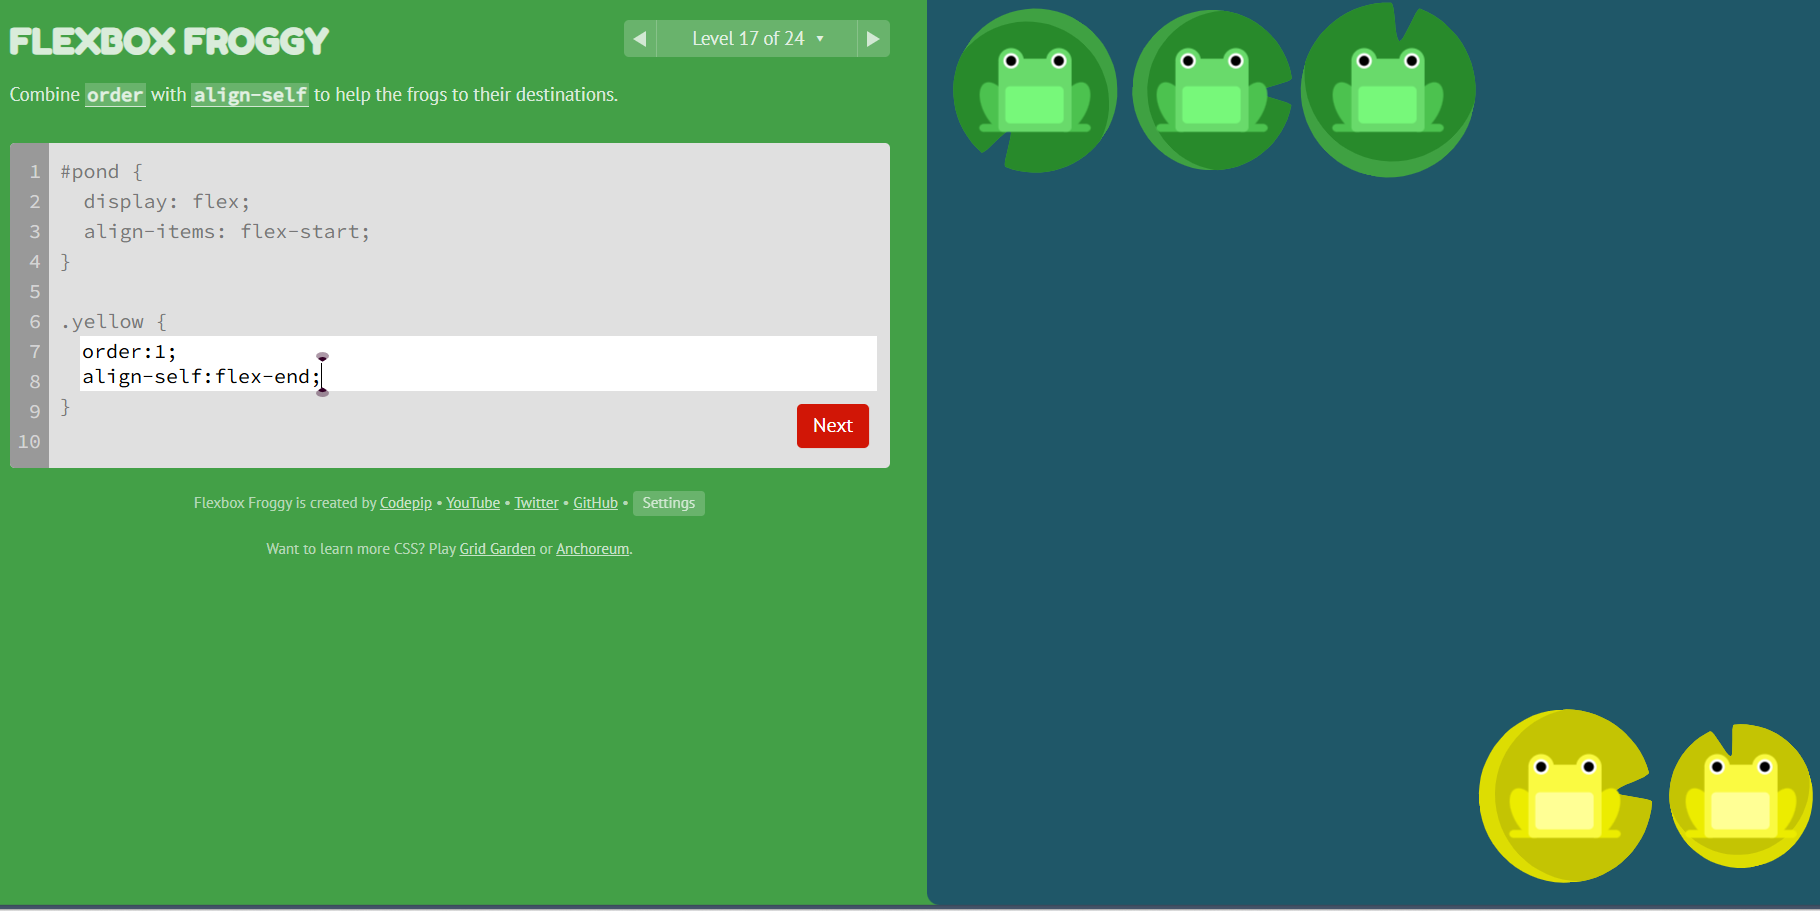 FLEXBOX FROGGY
Level 17 of 24 ▼
Combine order with align-self to help the frogs to their destinations.
1 #pond {
2   display: flex;
3   align-items: flex-start;
4 }
5
6 .yellow {
7 order:1;
8 align-self:flex-end;
9 }
10
Next
Flexbox Froggy is created by Codepip • YouTube • Twitter • GitHub • Settings
Want to learn more CSS? Play Grid Garden or Anchoreum.